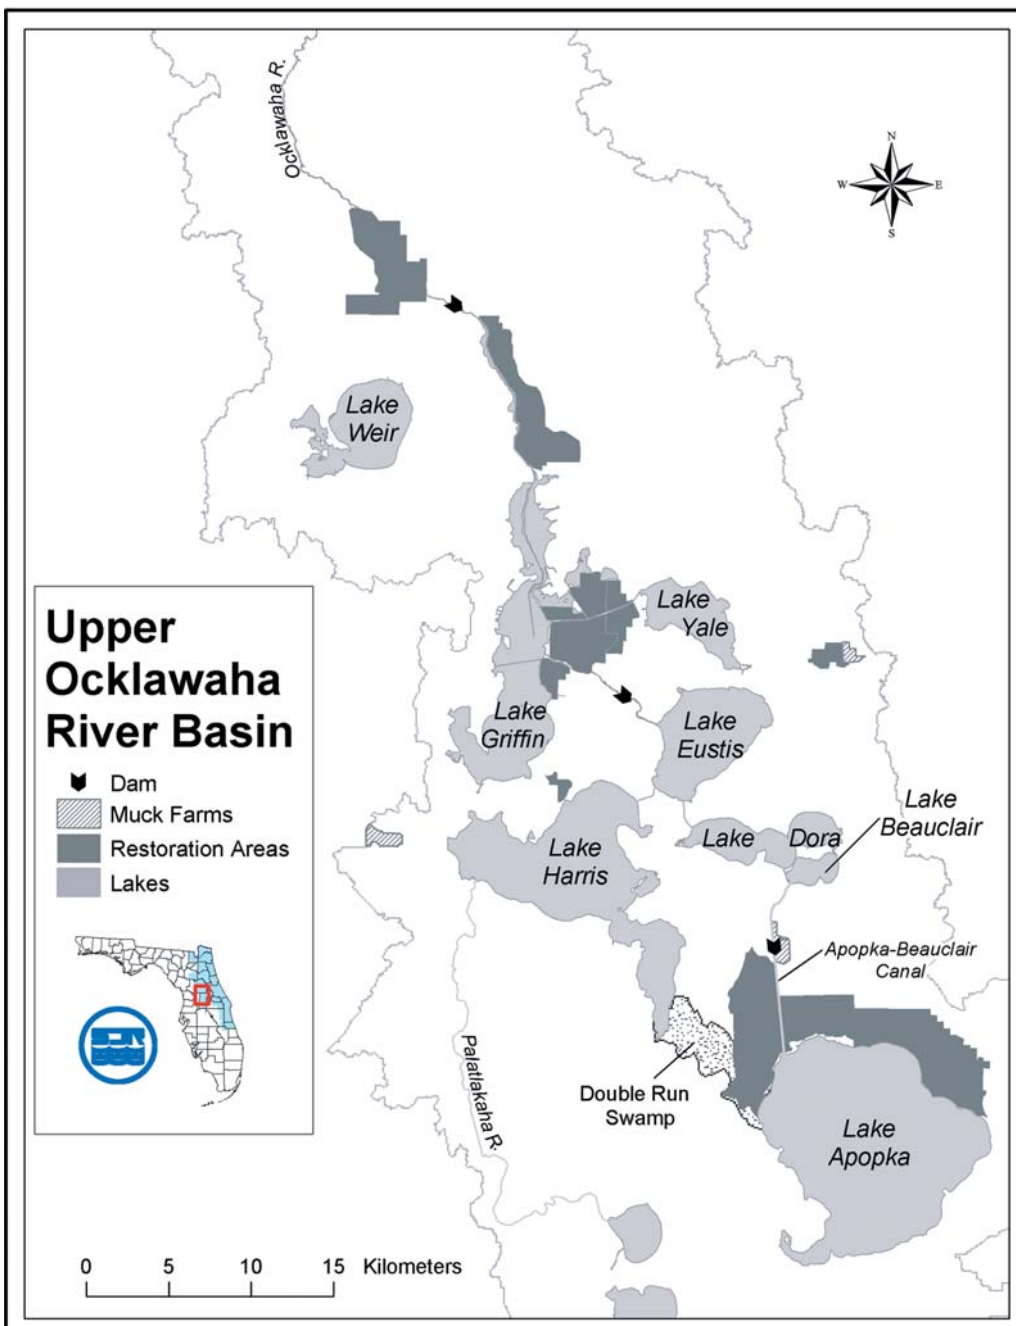 Ocklawaha R.
N
W
E
S
Lake
Weir
Lake
Yale
Upper
Ocklawaha
River Basin
Dam
Muck Farms
Restoration Areas
Lakes
Lake
Griffin
Lake
Eustis
Lake
Beauclair
Lake
Dora
Lake
Harris
Apopka-Beauclair
Canal
Palatlakaha R.
Double Run
Swamp
Lake
Apopka
0
5
10
15
Kilometers